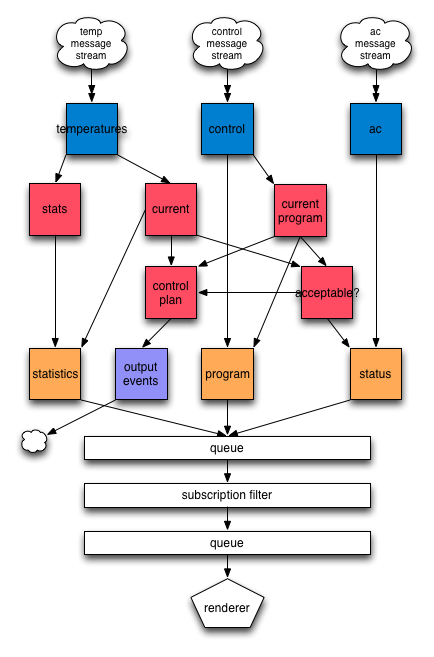 temp
message
stream
control
message
stream
ac
message
stream
temperatures
control
ac
stats
current
current
program
control
plan
acceptable?
statistics
output
events
program
status
queue
subscription filter
queue
renderer